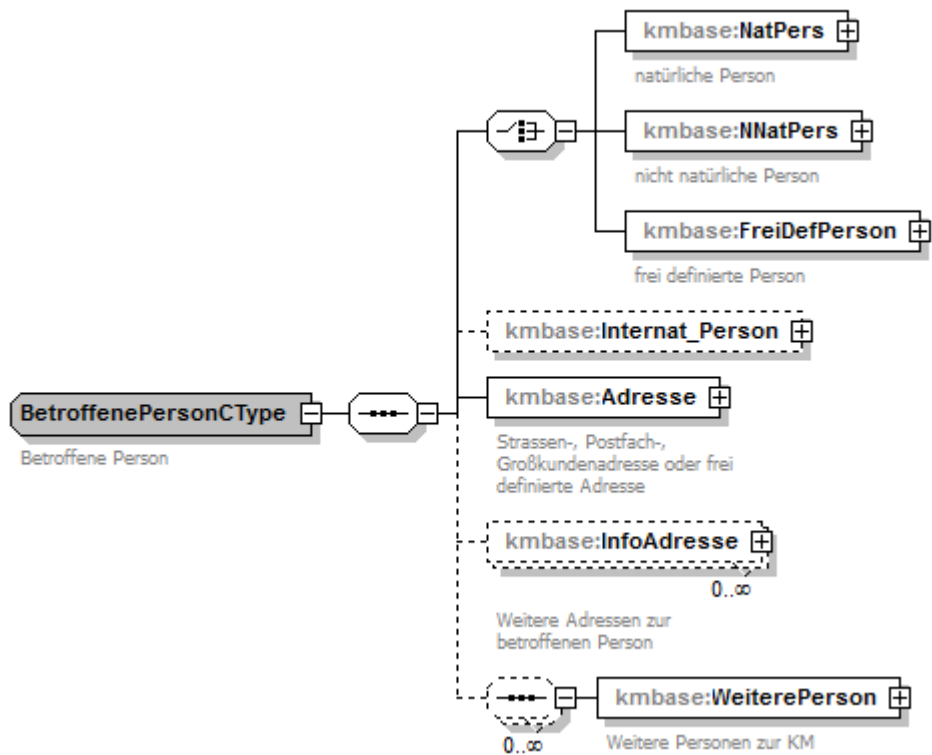 kmbase:NatPers
natürliche Person
kmbase:NNatPers
nicht natürliche Person
kmbase:FreiDefPerson
frei definierte Person
kmbase:Internat_Person
BetroffenePersonCType
Betroffene Person
kmbase:Adresse
Strassen-, Postfach-,
Großkundenadresse oder frei
definierte Adresse
kmbase:InfoAdresse
0..∞
Weitere Adressen zur
betroffenen Person
kmbase:WeiterePerson
0..∞
Weitere Personen zur KM